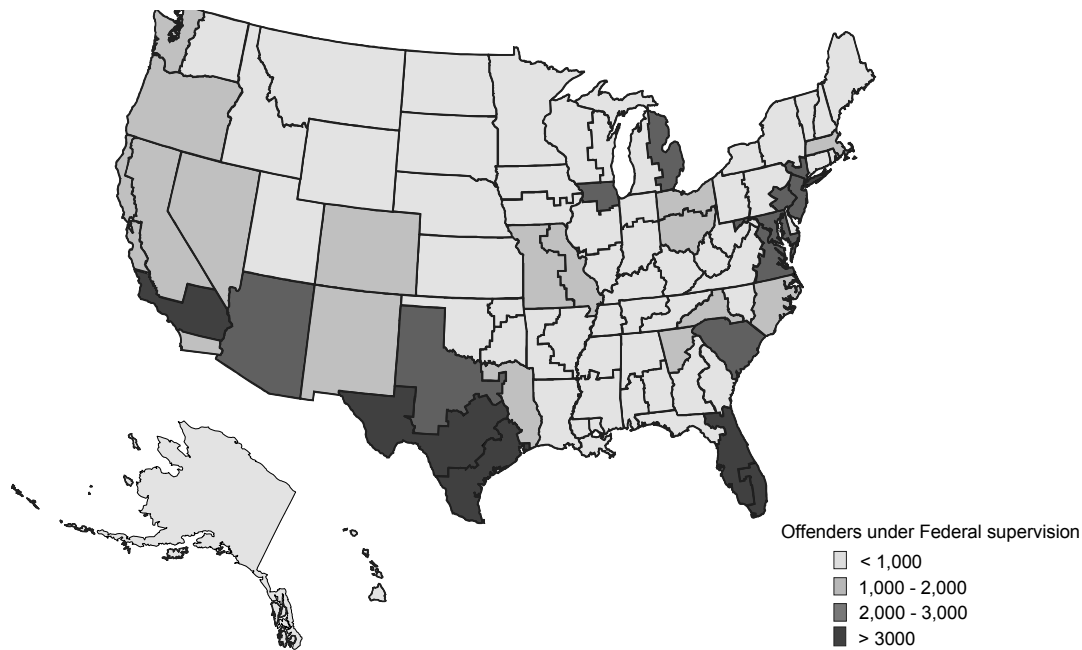 Offenders under Federal supervision
< 1,000
1,000 - 2,000
2,000 - 3,000
> 3000